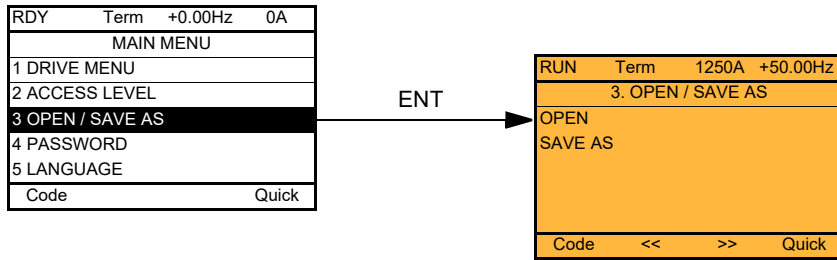 RDY Term +0.00Hz 0A
MAIN MENU
1 DRIVE MENU
2 ACCESS LEVEL
3 OPEN / SAVE AS
4 PASSWORD
5 LANGUAGE
Code Quick
ENT
RUN Term 1250A +50.00Hz
3. OPEN / SAVE AS
OPEN
SAVE AS
Code << >> Quick